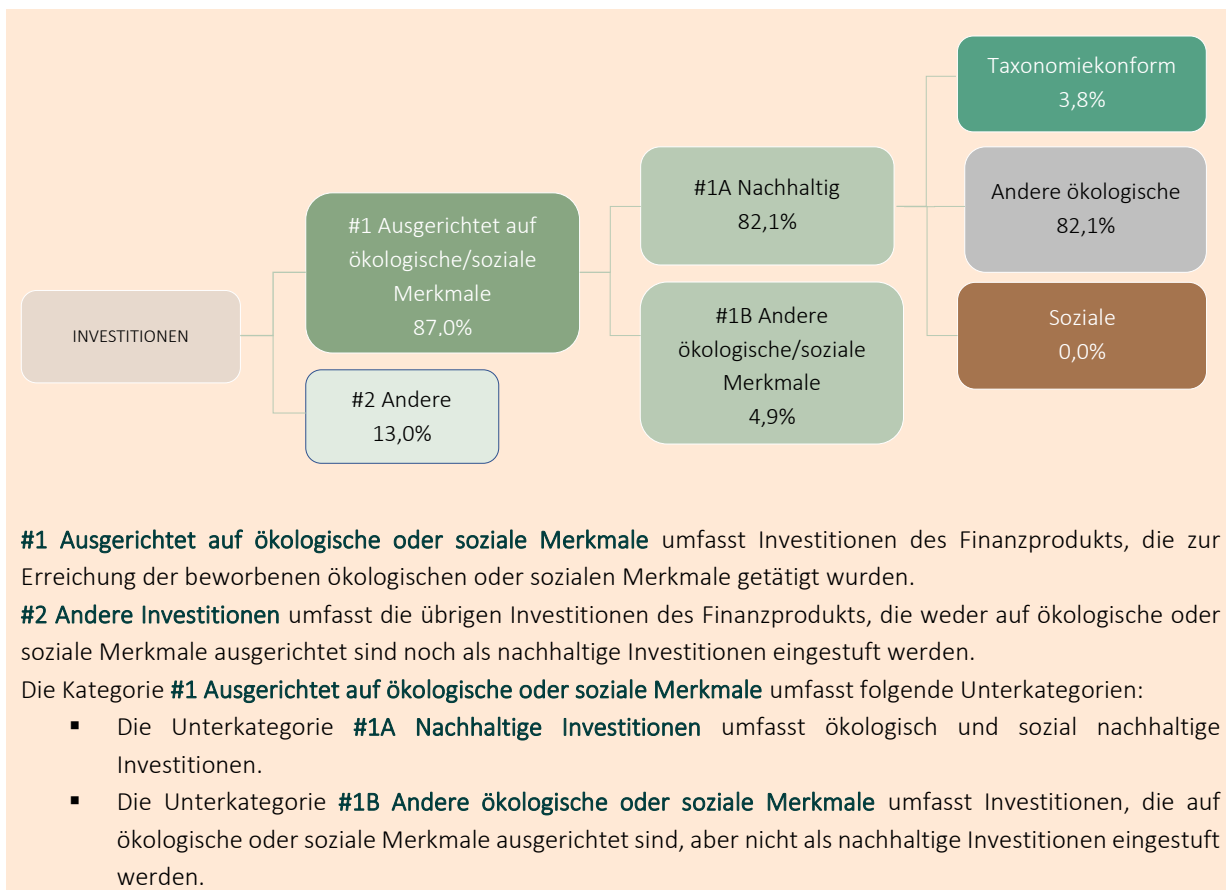 INVESTITIONEN
#1 Ausgerichtet auf
ökologische/soziale
Merkmale
87,0%
#2 Andere
13,0%
#1A Nachhaltig
82,1%
#1B Andere
ökologische/soziale
Merkmale
4,9%
Taxonomiekonform
3,8%
Andere ökologische
82,1%
Soziale
0,0%
#1 Ausgerichtet auf ökologische oder soziale Merkmale umfasst Investitionen des Finanzprodukts, die zur
Erreichung der beworbenen ökologischen oder sozialen Merkmale getätigt wurden.
#2 Andere Investitionen umfasst die übrigen Investitionen des Finanzprodukts, die weder auf ökologische oder
soziale Merkmale ausgerichtet sind noch als nachhaltige Investitionen eingestuft werden.
Die Kategorie #1 Ausgerichtet auf ökologische oder soziale Merkmale umfasst folgende Unterkategorien:
▪ Die Unterkategorie #1A Nachhaltige Investitionen umfasst ökologisch und sozial nachhaltige
Investitionen.
▪ Die Unterkategorie #1B Andere ökologische oder soziale Merkmale umfasst Investitionen, die auf
ökologische oder soziale Merkmale ausgerichtet sind, aber nicht als nachhaltige Investitionen eingestuft
werden.